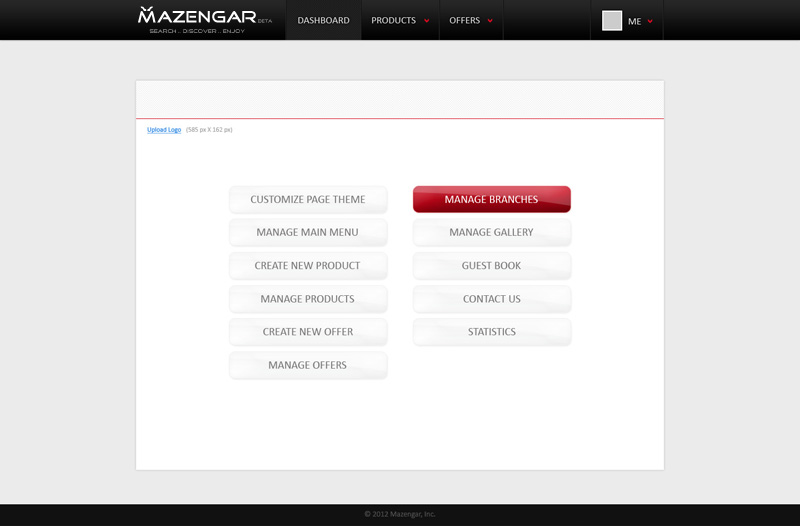 MAZENGAR BETA
SEARCH .. DISCOVER .. ENJOY
DASHBOARD
PRODUCTS
OFFERS
ME
Upload Logo (585 px X 162 px)
CUSTOMIZE PAGE THEME
MANAGE MAIN MENU
CREATE NEW PRODUCT
MANAGE PRODUCTS
CREATE NEW OFFER
MANAGE OFFERS
MANAGE BRANCHES
MANAGE GALLERY
GUEST BOOK
CONTACT US
STATISTICS
© 2012 Mazengar, Inc.